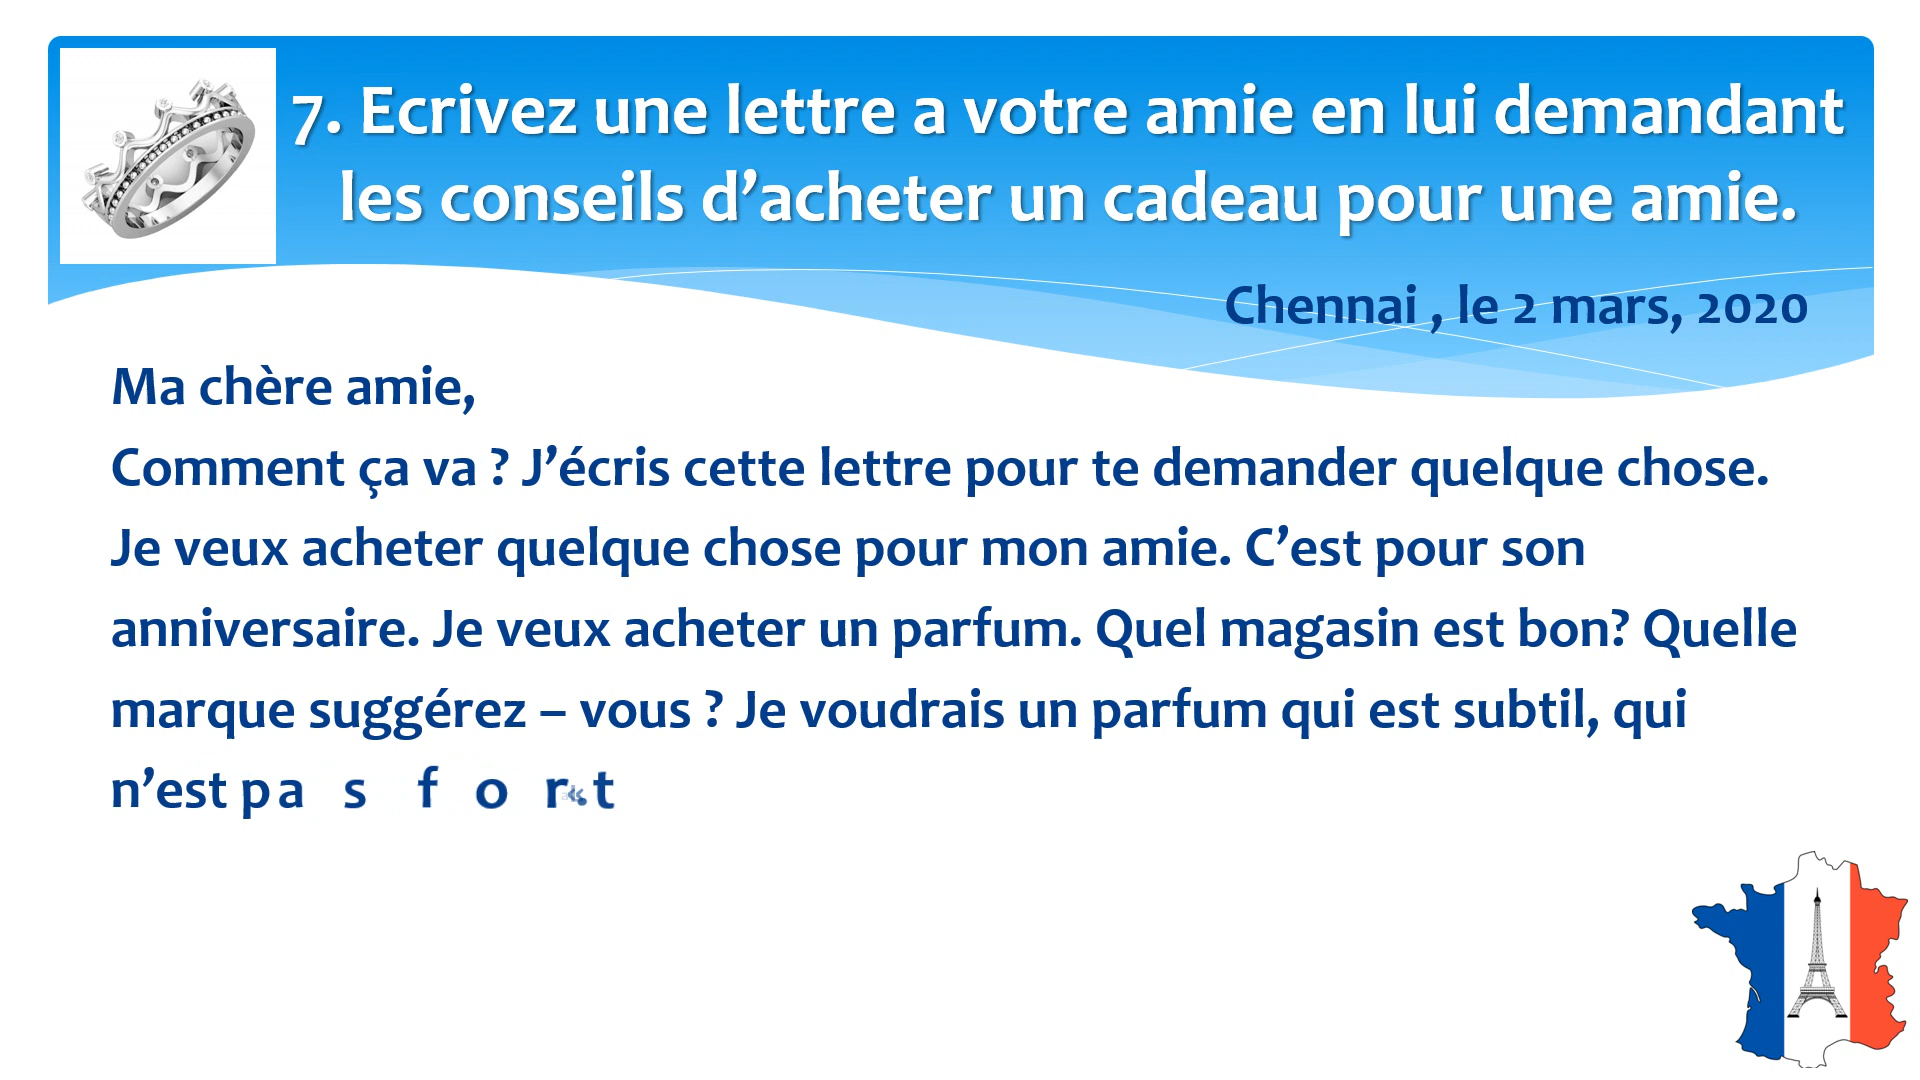 7. Ecrivez une lettre a votre amie en lui demandant
les conseils d’acheter un cadeau pour une amie.
Chennai , le 2 mars, 2020
Ma chère amie,
Comment ça va ? J’écris cette lettre pour te demander quelque chose.
Je veux acheter quelque chose pour mon amie. C’est pour son
anniversaire. Je veux acheter un parfum. Quel magasin est bon? Quelle
marque suggérez – vous ? Je voudrais un parfum qui est subtil, qui
n’est pas fort